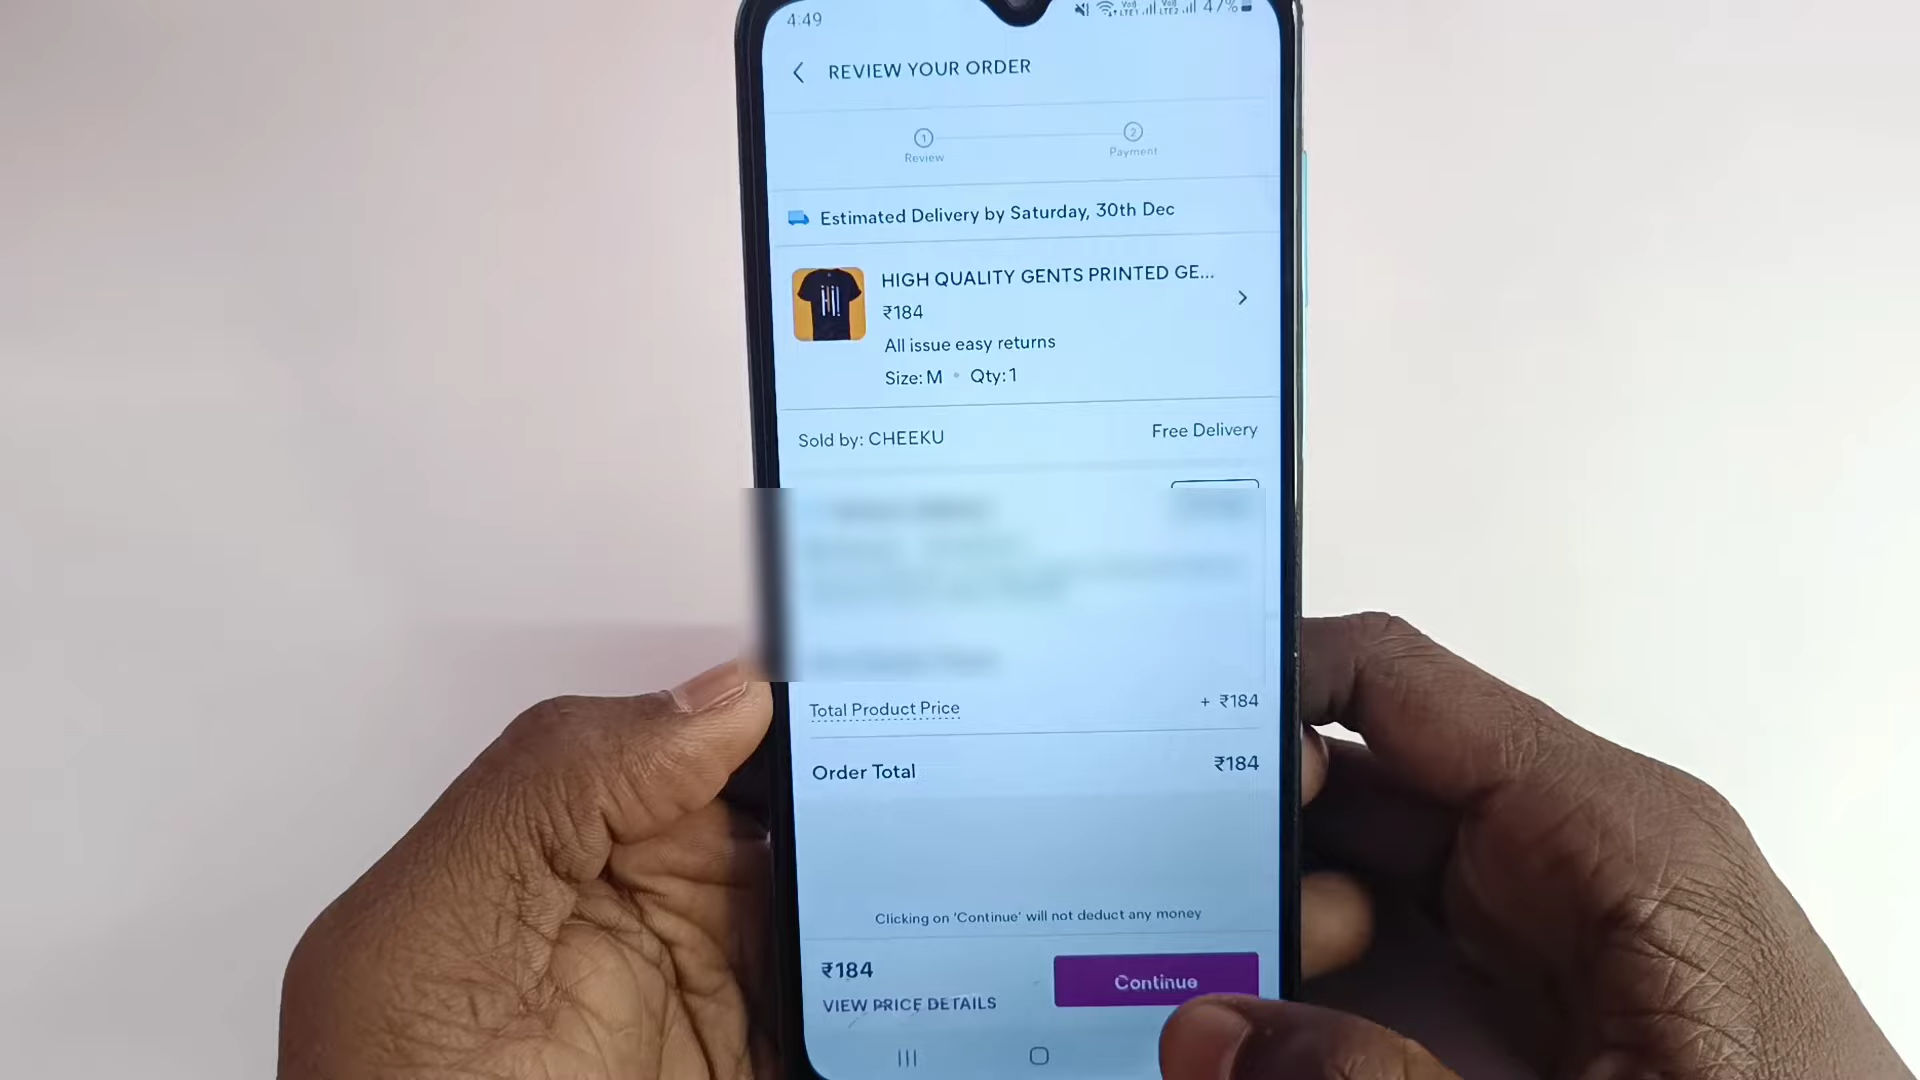 4:49
47%
REVIEW YOUR ORDER
1
2
Review
Payment
Estimated Delivery by Saturday, 30th Dec
HIGH QUALITY GENTS PRINTED GE...
₹184
Hi!
All issue easy returns
Size: M • Qty: 1
Sold by: CHEEKU
Free Delivery
Total Product Price
+ ₹184
Order Total
₹184
Clicking on 'Continue' will not deduct any money
₹184
Continue
VIEW PRICE DETAILS